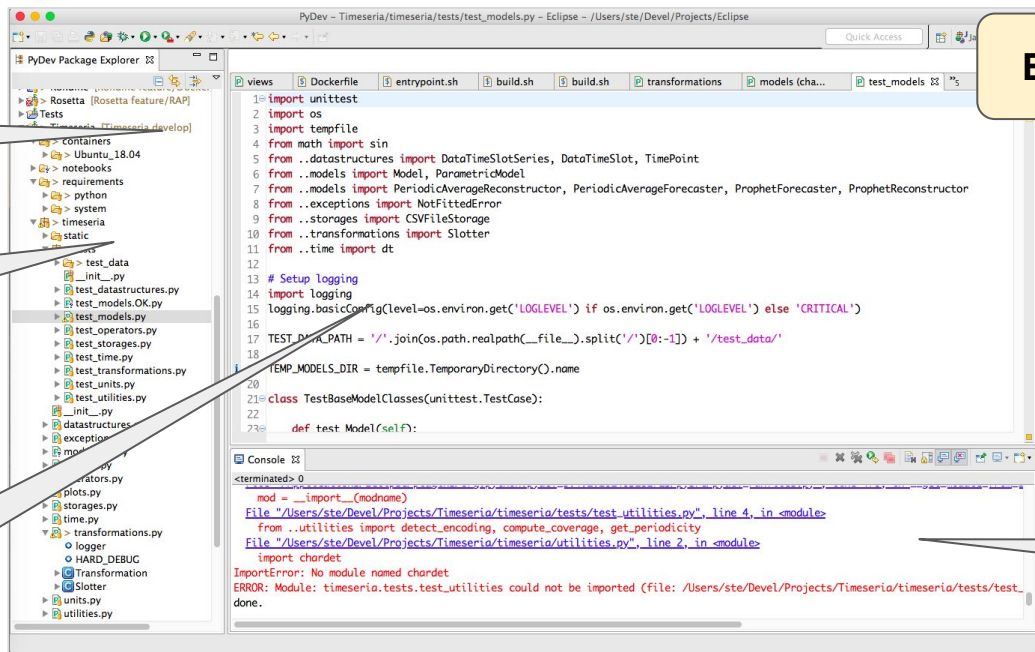 PyDev - Timeseria/timeseria/tests/test_models.py - Eclipse - /Users/ste/Devel/Projects/Eclipse
Quick Access
PyDev Package Explorer
Rosetta [Rosetta feature/RAP]
Tests
Timeseria [Timeseria develop]
> containers
> Ubuntu_18.04
> notebooks
> requirements
> python
> system
> timeseria
static
> test_data
__init__.py
test_datastructures.py
test_models.OK.py
test_models.py
test_operators.py
test_storages.py
test_time.py
test_transformations.py
test_units.py
test_utilities.py
__init__.py
plots.py
storages.py
time.py
> transformations.py
logger
HARD_DEBUG
Transformation
Slotter
units.py
utilities.py
views
Dockerfile
entrypoint.sh
build.sh
build.sh
transformations
models (cha...
test_models
5
1 import unittest
2 import os
3 import tempfile
4 from math import sin
5 from ..datastructures import DataTimeSlotSeries, DataTimeSlot, TimePoint
6 from ..models import Model, ParametricModel
7 from ..models import PeriodicAverageReconstructor, PeriodicAverageForecaster, ProphetForecaster, ProphetReconstructor
8 from ..exceptions import NotFittedError
9 from ..storages import CSVFileStorage
10 from ..transformations import Slotter
11 from ..time import dt
12
13 # Setup logging
14 import logging
15 logging.basicConfig(level=os.environ.get('LOGLEVEL') if os.environ.get('LOGLEVEL') else 'CRITICAL')
16
17 TEST_DATA_PATH = '/'.join(os.path.realpath(__file__).split('/')[0:-1]) + '/test_data/'
18
TEMP_MODELS_DIR = tempfile.TemporaryDirectory().name
20
21 class TestBaseModelClasses(unittest.TestCase):
22
23 def test_Model(self):
Console
<terminated> 0
mod = __import__(modname)
File "/Users/ste/Devel/Projects/Timeseria/timeseria/tests/test_utilities.py", line 4, in <module>
from ..utilities import detect_encoding, compute_coverage, get_periodicity
File "/Users/ste/Devel/Projects/Timeseria/timeseria/utilities.py", line 2, in <module>
import chardet
ImportError: No module named chardet
ERROR: Module: timeseria.tests.test_utilities could not be imported (file: /Users/ste/Devel/Projects/Timeseria/timeseria/tests/test_
done.